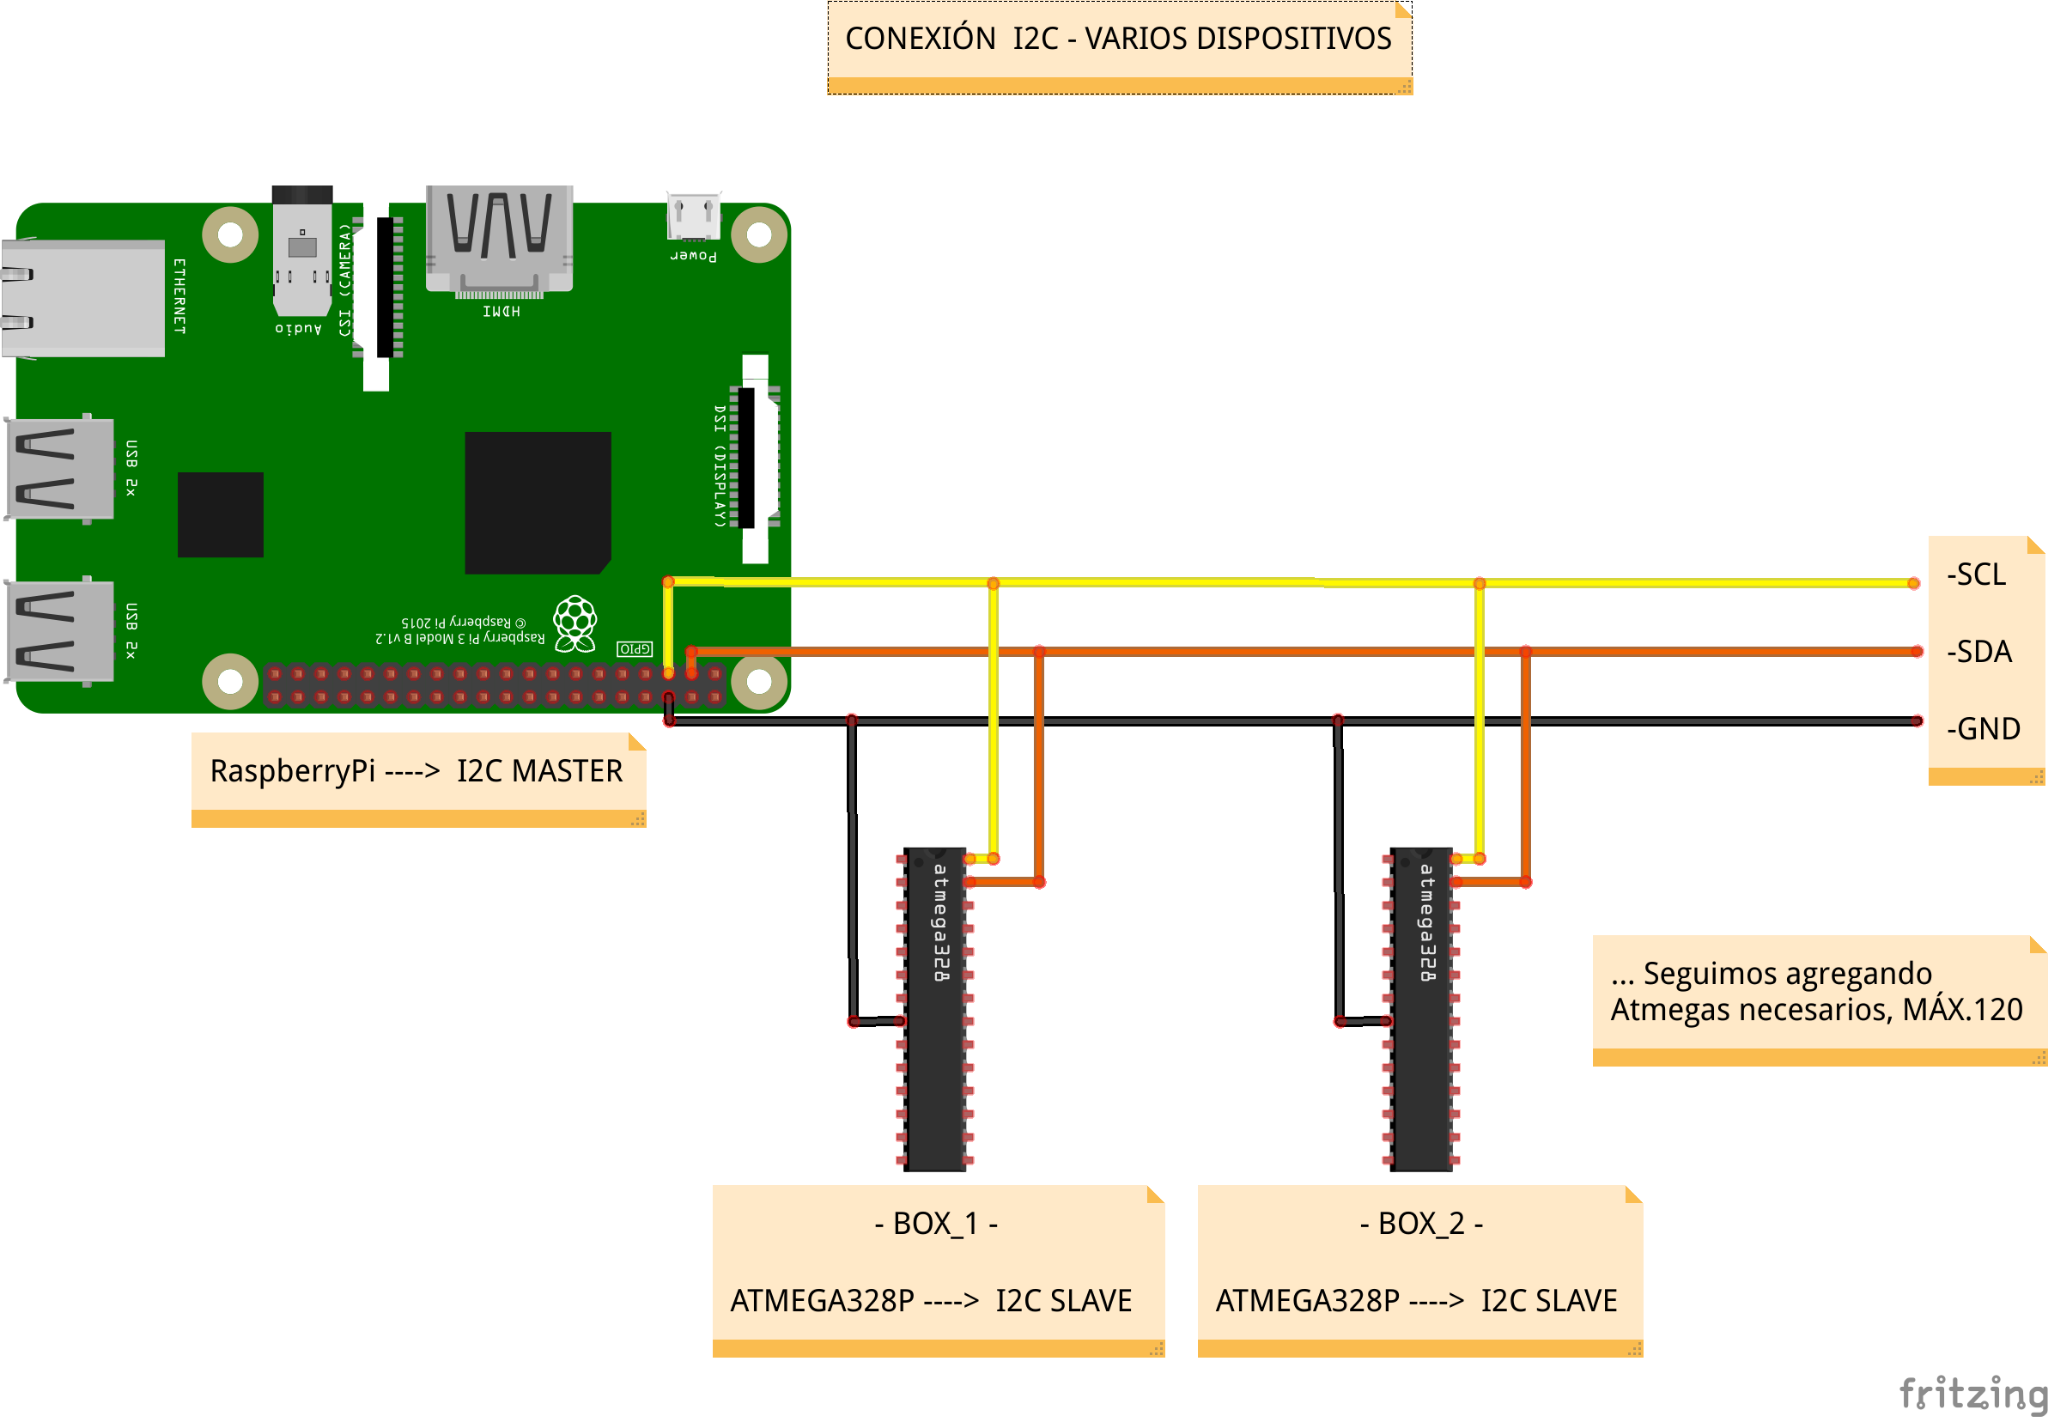 CONEXIÓN  I2C - VARIOS DISPOSITIVOS
ETHERNET
Audio
CSI (CAMERA)
HDMI
Power
DSI (DISPLAY)
USB 2x
USB 2x
Raspberry Pi 3 Model B v1.2
© Raspberry Pi 2015
GPIO
-SCL
-SDA
-GND
RaspberryPi ---->  I2C MASTER
atmega328
atmega328
... Seguimos agregando
Atmegas necesarios, MÁX.120
- BOX_1 -
ATMEGA328P ---->  I2C SLAVE
- BOX_2 -
ATMEGA328P ---->  I2C SLAVE
fritzing